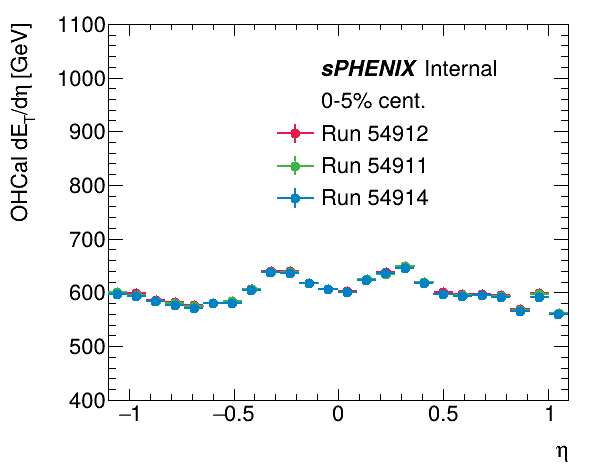 OHCal dE_T/dη [GeV]
1100
1000
900
800
700
600
500
400
sPHENIX Internal
0-5% cent.
Run 54912
Run 54911
Run 54914
−1 −0.5 0 0.5 1
η